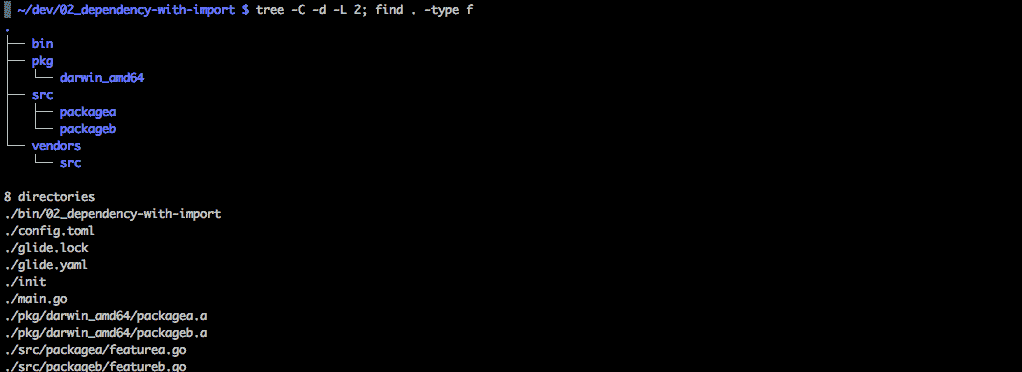 ~/dev/02_dependency-with-import $ tree -C -d -L 2; find . -type f
.
├── bin
├── pkg
│   └── darwin_amd64
├── src
│   ├── packagea
│   └── packageb
└── vendors
    └── src
8 directories
./bin/02_dependency-with-import
./config.toml
./glide.lock
./glide.yaml
./init
./main.go
./pkg/darwin_amd64/packagea.a
./pkg/darwin_amd64/packageb.a
./src/packagea/featurea.go
./src/packageb/featureb.go